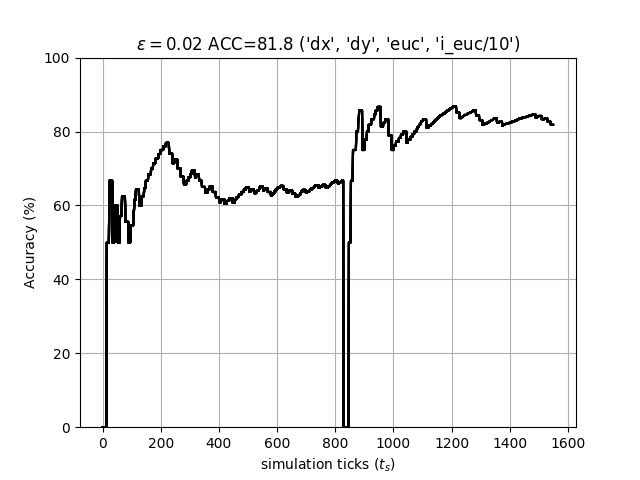 ε = 0.02 ACC=81.8 ('dx', 'dy', 'euc', 'i_euc/10')
100
80
60
40
20
0
Accuracy (%)
0 200 400 600 800 1000 1200 1400 1600
simulation ticks (tₛ)